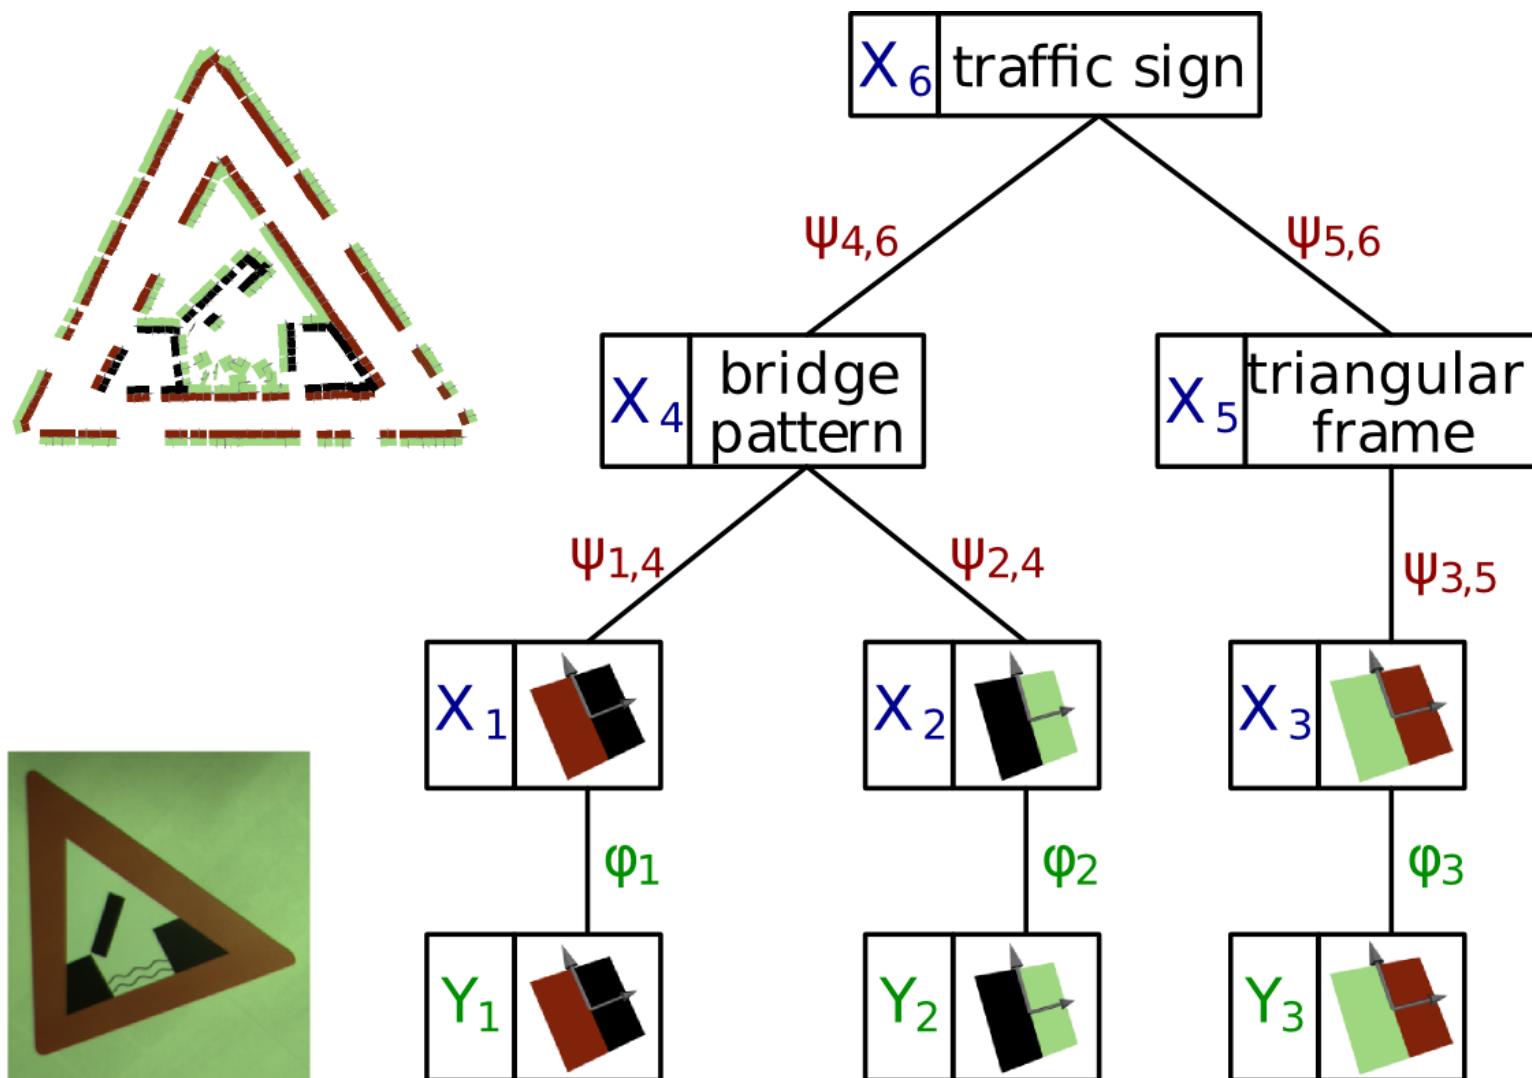 X6 traffic sign
ψ4,6 ψ5,6
X4 bridge pattern
X5 triangular frame
ψ1,4 ψ2,4 ψ3,5
X1 X2 X3
φ1 φ2 φ3
Y1 Y2 Y3